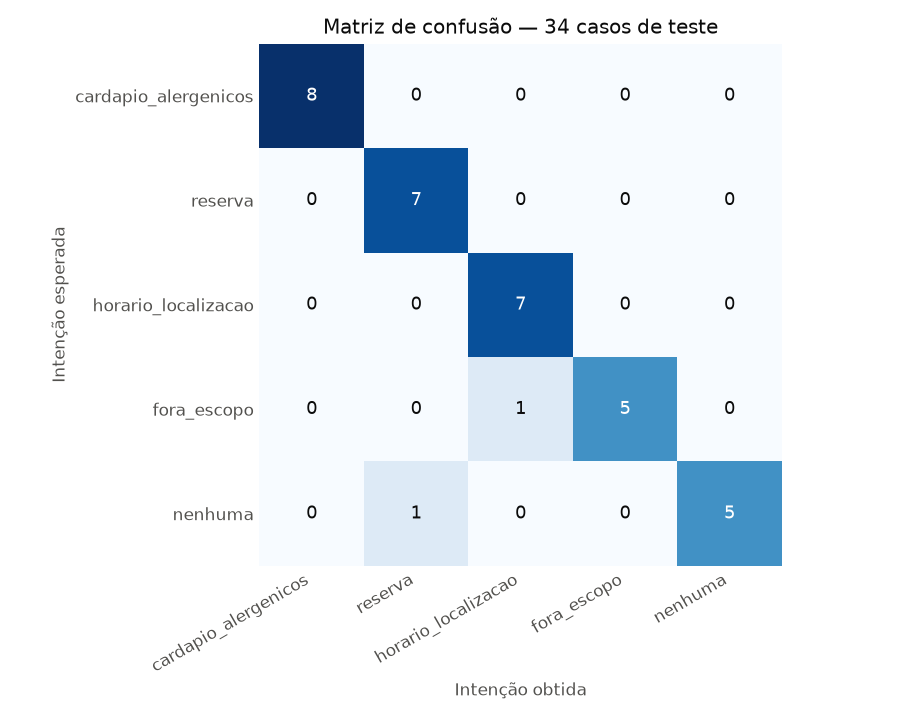 Matriz de confusão — 34 casos de teste
Intenção esperada
cardapio_alergenicos 8 0 0 0 0
reserva 0 7 0 0 0
horario_localizacao 0 0 7 0 0
fora_escopo 0 0 1 5 0
nenhuma 0 1 0 0 5
cardapio_alergenicos reserva horario_localizacao fora_escopo nenhuma
Intenção obtida